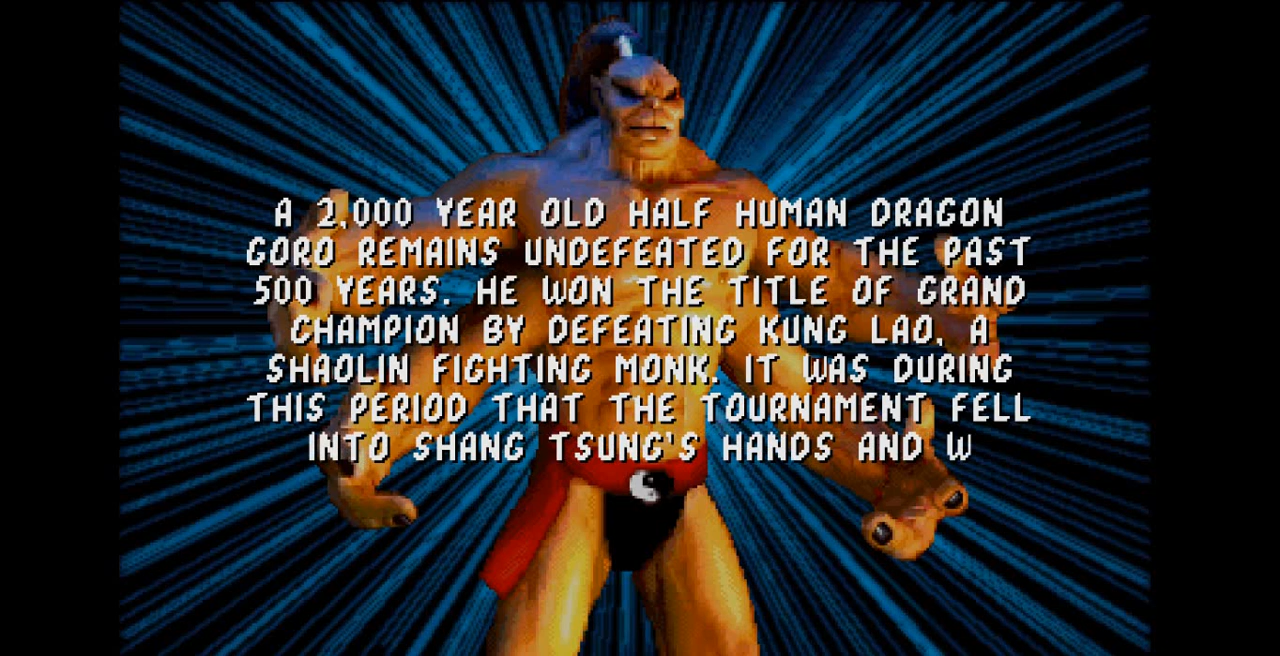 A 2,000 YEAR OLD HALF HUMAN DRAGON
GORO REMAINS UNDEFEATED FOR THE PAST
500 YEARS. HE WON THE TITLE OF GRAND
CHAMPION BY DEFEATING KUNG LAO, A
SHAOLIN FIGHTING MONK. IT WAS DURING
THIS PERIOD THAT THE TOURNAMENT FELL
INTO SHANG TSUNG'S HANDS AND W